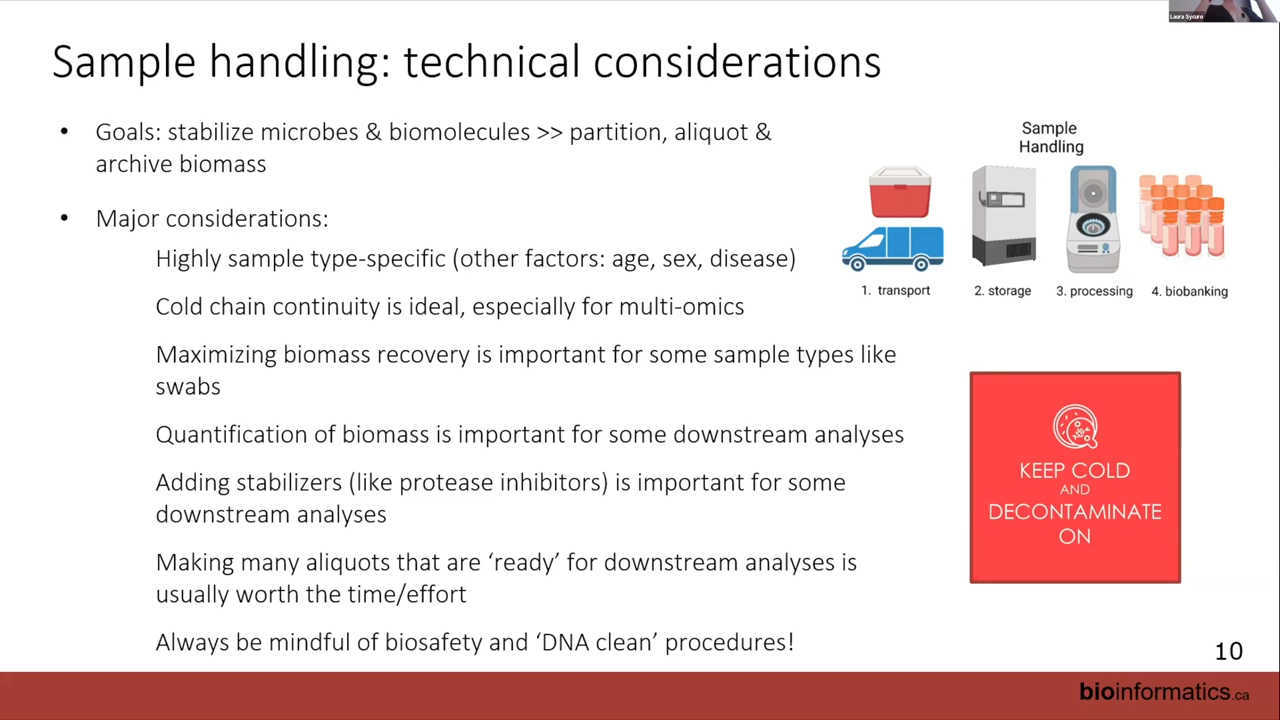 Laura Sycuro
Sample handling: technical considerations
• Goals: stabilize microbes & biomolecules >> partition, aliquot &
archive biomass
• Major considerations:
Highly sample type-specific (other factors: age, sex, disease)
Cold chain continuity is ideal, especially for multi-omics
Maximizing biomass recovery is important for some sample types like
swabs
Quantification of biomass is important for some downstream analyses
Adding stabilizers (like protease inhibitors) is important for some
downstream analyses
Making many aliquots that are ‘ready’ for downstream analyses is
usually worth the time/effort
Always be mindful of biosafety and ‘DNA clean’ procedures!
Sample
Handling
1. transport
2. storage
3. processing
4. biobanking
KEEP COLD
AND
DECONTAMINATE
ON
10
bioinformatics.ca